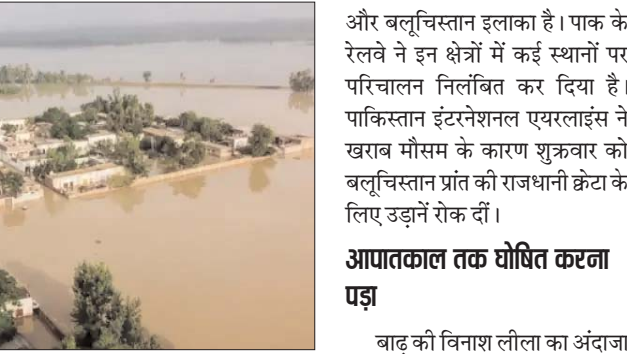 और बलूचिस्तान इलाका है। पाक के
रेलवे ने इन क्षेत्रों में कई स्थानों पर
परिचालन निलंबित कर दिया है।
पाकिस्तान इंटरनेशनल एयरलाइंस ने
खराब मौसम के कारण शुक्रवार को
बलूचिस्तान प्रांत की राजधानी क्वेटा के
लिए उड़ानें रोक दीं।
आपातकाल तक घोषित करना
पड़ा
बाढ़ की विनाश लीला का अंदाजा